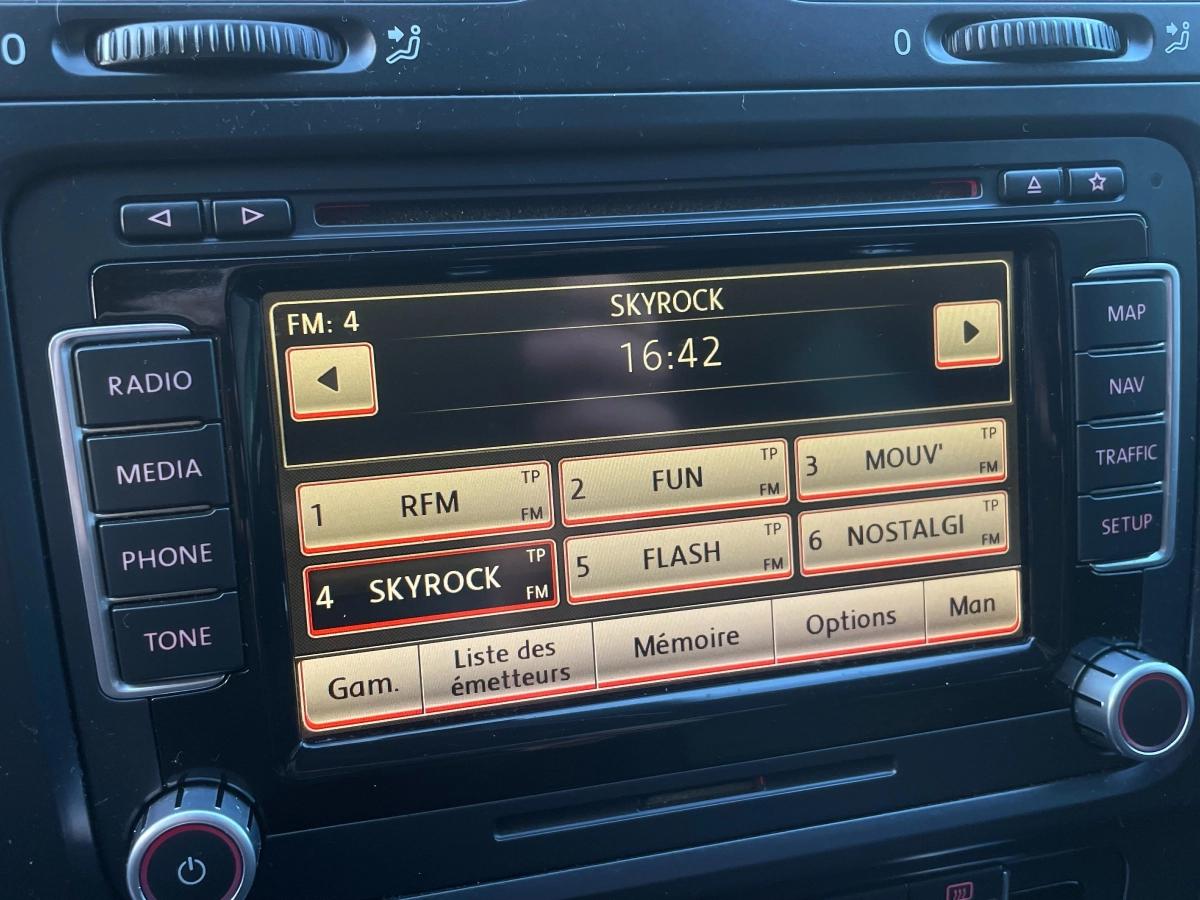 0
0
RADIO
MEDIA
PHONE
TONE
FM: 4
SKYROCK
16:42
1 RFM TP FM
2 FUN TP FM
3 MOUV' TP FM
4 SKYROCK TP FM
5 FLASH TP FM
6 NOSTALGI TP FM
Gam.
Liste des
émetteurs
Mémoire
Options
Man
MAP
NAV
TRAFFIC
SETUP